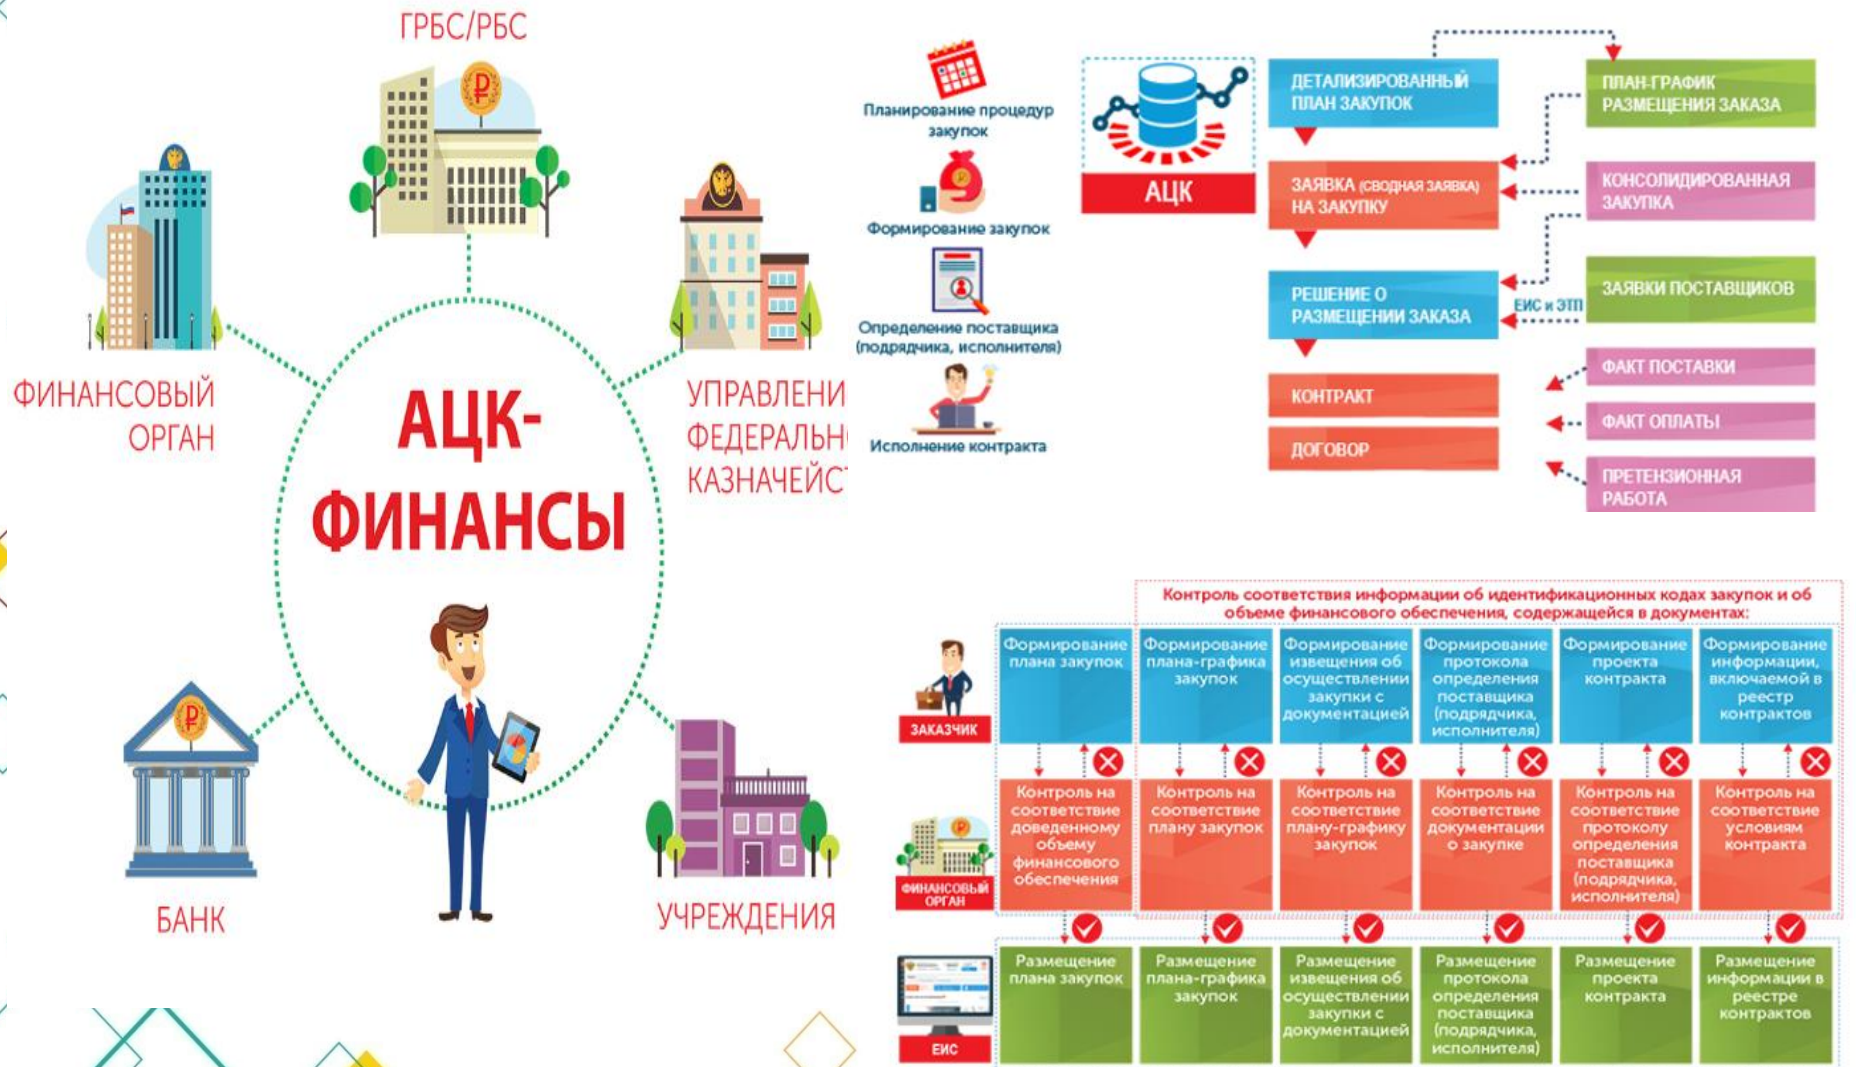 ГРБС/РБС
ФИНАНСОВЫЙ
ОРГАН
УПРАВЛЕНИ
ФЕДЕРАЛЬН
КАЗНАЧЕЙС
АЦК-
ФИНАНСЫ
БАНК
УЧРЕЖДЕНИЯ
Планирование процедур
закупок
Формирование закупок
Определение поставщика
(подрядчика, исполнителя)
Исполнение контракта
АЦК
ДЕТАЛИЗИРОВАННЫЙ
ПЛАН ЗАКУПОК
ЗАЯВКА (СВОДНАЯ ЗАЯВКА)
НА ЗАКУПКУ
РЕШЕНИЕ О
РАЗМЕЩЕНИИ ЗАКАЗА
КОНТРАКТ
ДОГОВОР
ЕИС и ЭТП
ПЛАН-ГРАФИК
РАЗМЕЩЕНИЯ ЗАКАЗА
КОНСОЛИДИРОВАННАЯ
ЗАКУПКА
ЗАЯВКИ ПОСТАВЩИКОВ
ФАКТ ПОСТАВКИ
ФАКТ ОПЛАТЫ
ПРЕТЕНЗИОННАЯ
РАБОТА
Контроль соответствия информации об идентификационных кодах закупок и об
объеме финансового обеспечения, содержащейся в документах:
ЗАКАЗЧИК
Формирование
плана закупок
Формирование
плана-графика
закупок
Формирование
извещения об
осуществлении
закупки с
документацией
Формирование
протокола
определения
поставщика
(подрядчика,
исполнителя)
Формирование
проекта
контракта
Формирование
информации,
включаемой в
реестр
контрактов
ФИНАНСОВЫЙ
ОРГАН
Контроль на
соответствие
доведенному
объему
финансового
обеспечения
Контроль на
соответствие
плану закупок
Контроль на
соответствие
плану-графику
закупок
Контроль на
соответствие
документации
о закупке
Контроль на
соответствие
протоколу
определения
поставщика
(подрядчика,
исполнителя)
Контроль на
соответствие
условиям
контракта
ЕИС
Размещение
плана закупок
Размещение
плана-графика
закупок
Размещение
извещения об
осуществлении
закупки с
документацией
Размещение
протокола
определения
поставщика
(подрядчика,
исполнителя)
Размещение
проекта
контракта
Размещение
информации в
реестре
контрактов